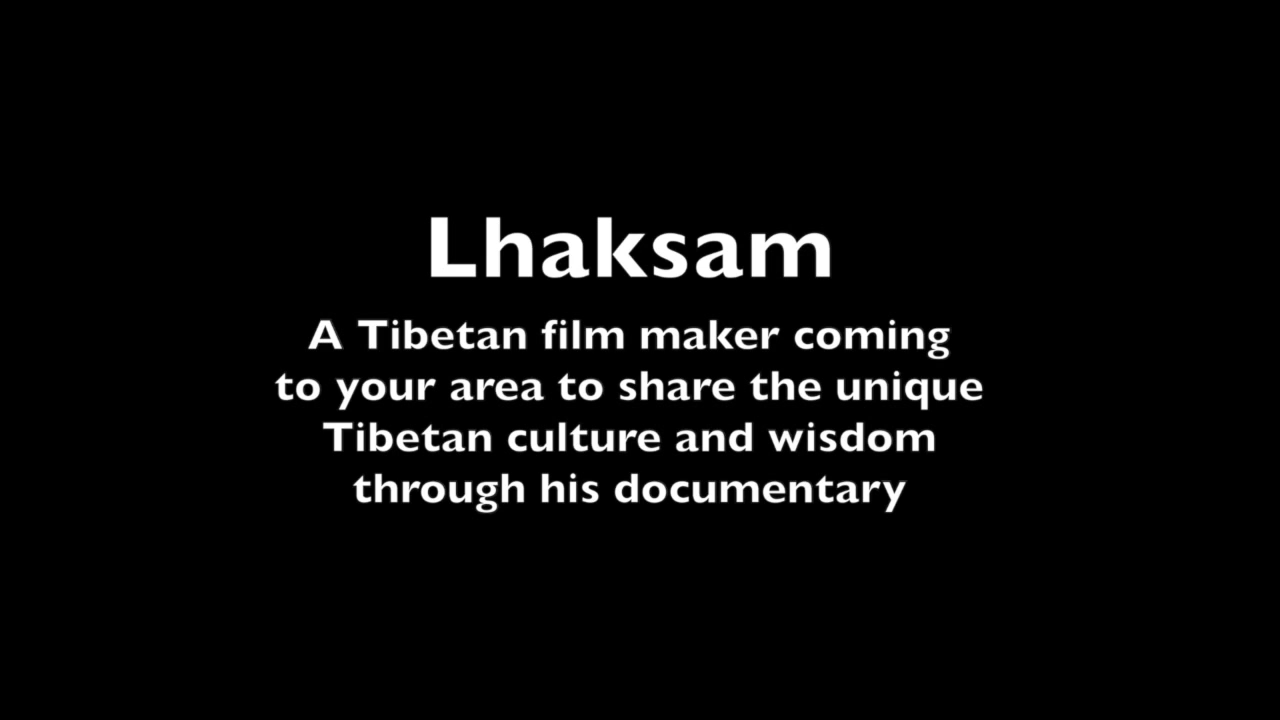 Lhaksam
A Tibetan film maker coming
to your area to share the unique
Tibetan culture and wisdom
through his documentary